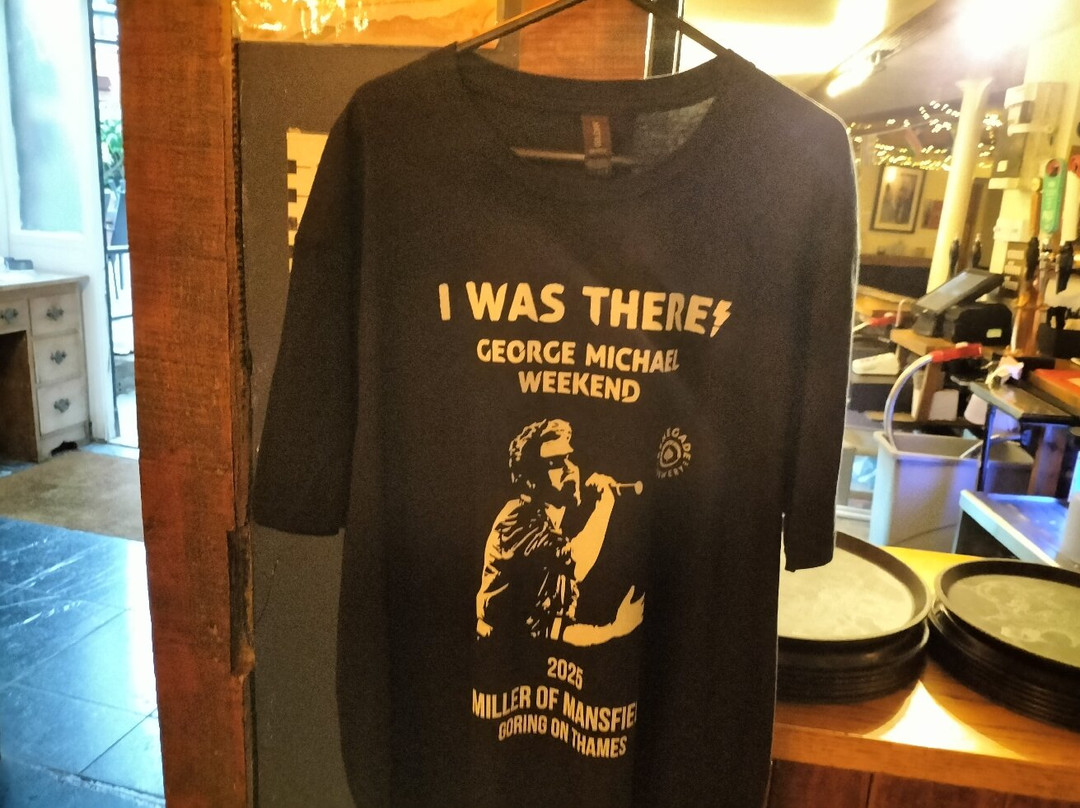 I WAS THERE!
GEORGE MICHAEL
WEEKEND
2025
MILLER OF MANSFIE
GORING ON THAMES